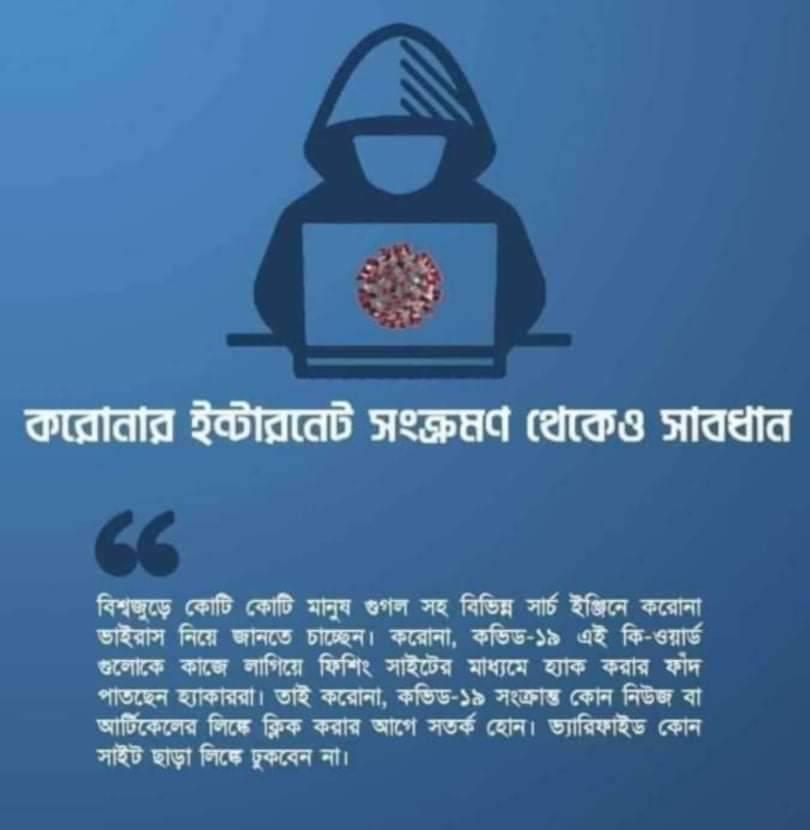 করোনার ইন্টারনেট সংক্রমণ থেকেও সাবধান
বিশ্বজুড়ে কোটি কোটি মানুষ গুগল সহ বিভিন্ন সার্চ ইঞ্জিনে করোনা
ভাইরাস নিয়ে জানতে চাচ্ছেন। করোনা, কভিড-১৯ এই কি-ওয়ার্ড
গুলোকে কাজে লাগিয়ে ফিশিং সাইটের মাধ্যমে হ্যাক করার ফাঁদ
পাতছেন হ্যাকাররা। তাই করোনা, কভিড-১৯ সংক্রান্ত কোন নিউজ বা
আর্টিকেলের লিঙ্কে ক্লিক করার আগে সতর্ক হোন। ভ্যারিফাইড কোন
সাইট ছাড়া লিঙ্কে ঢুকবেন না।